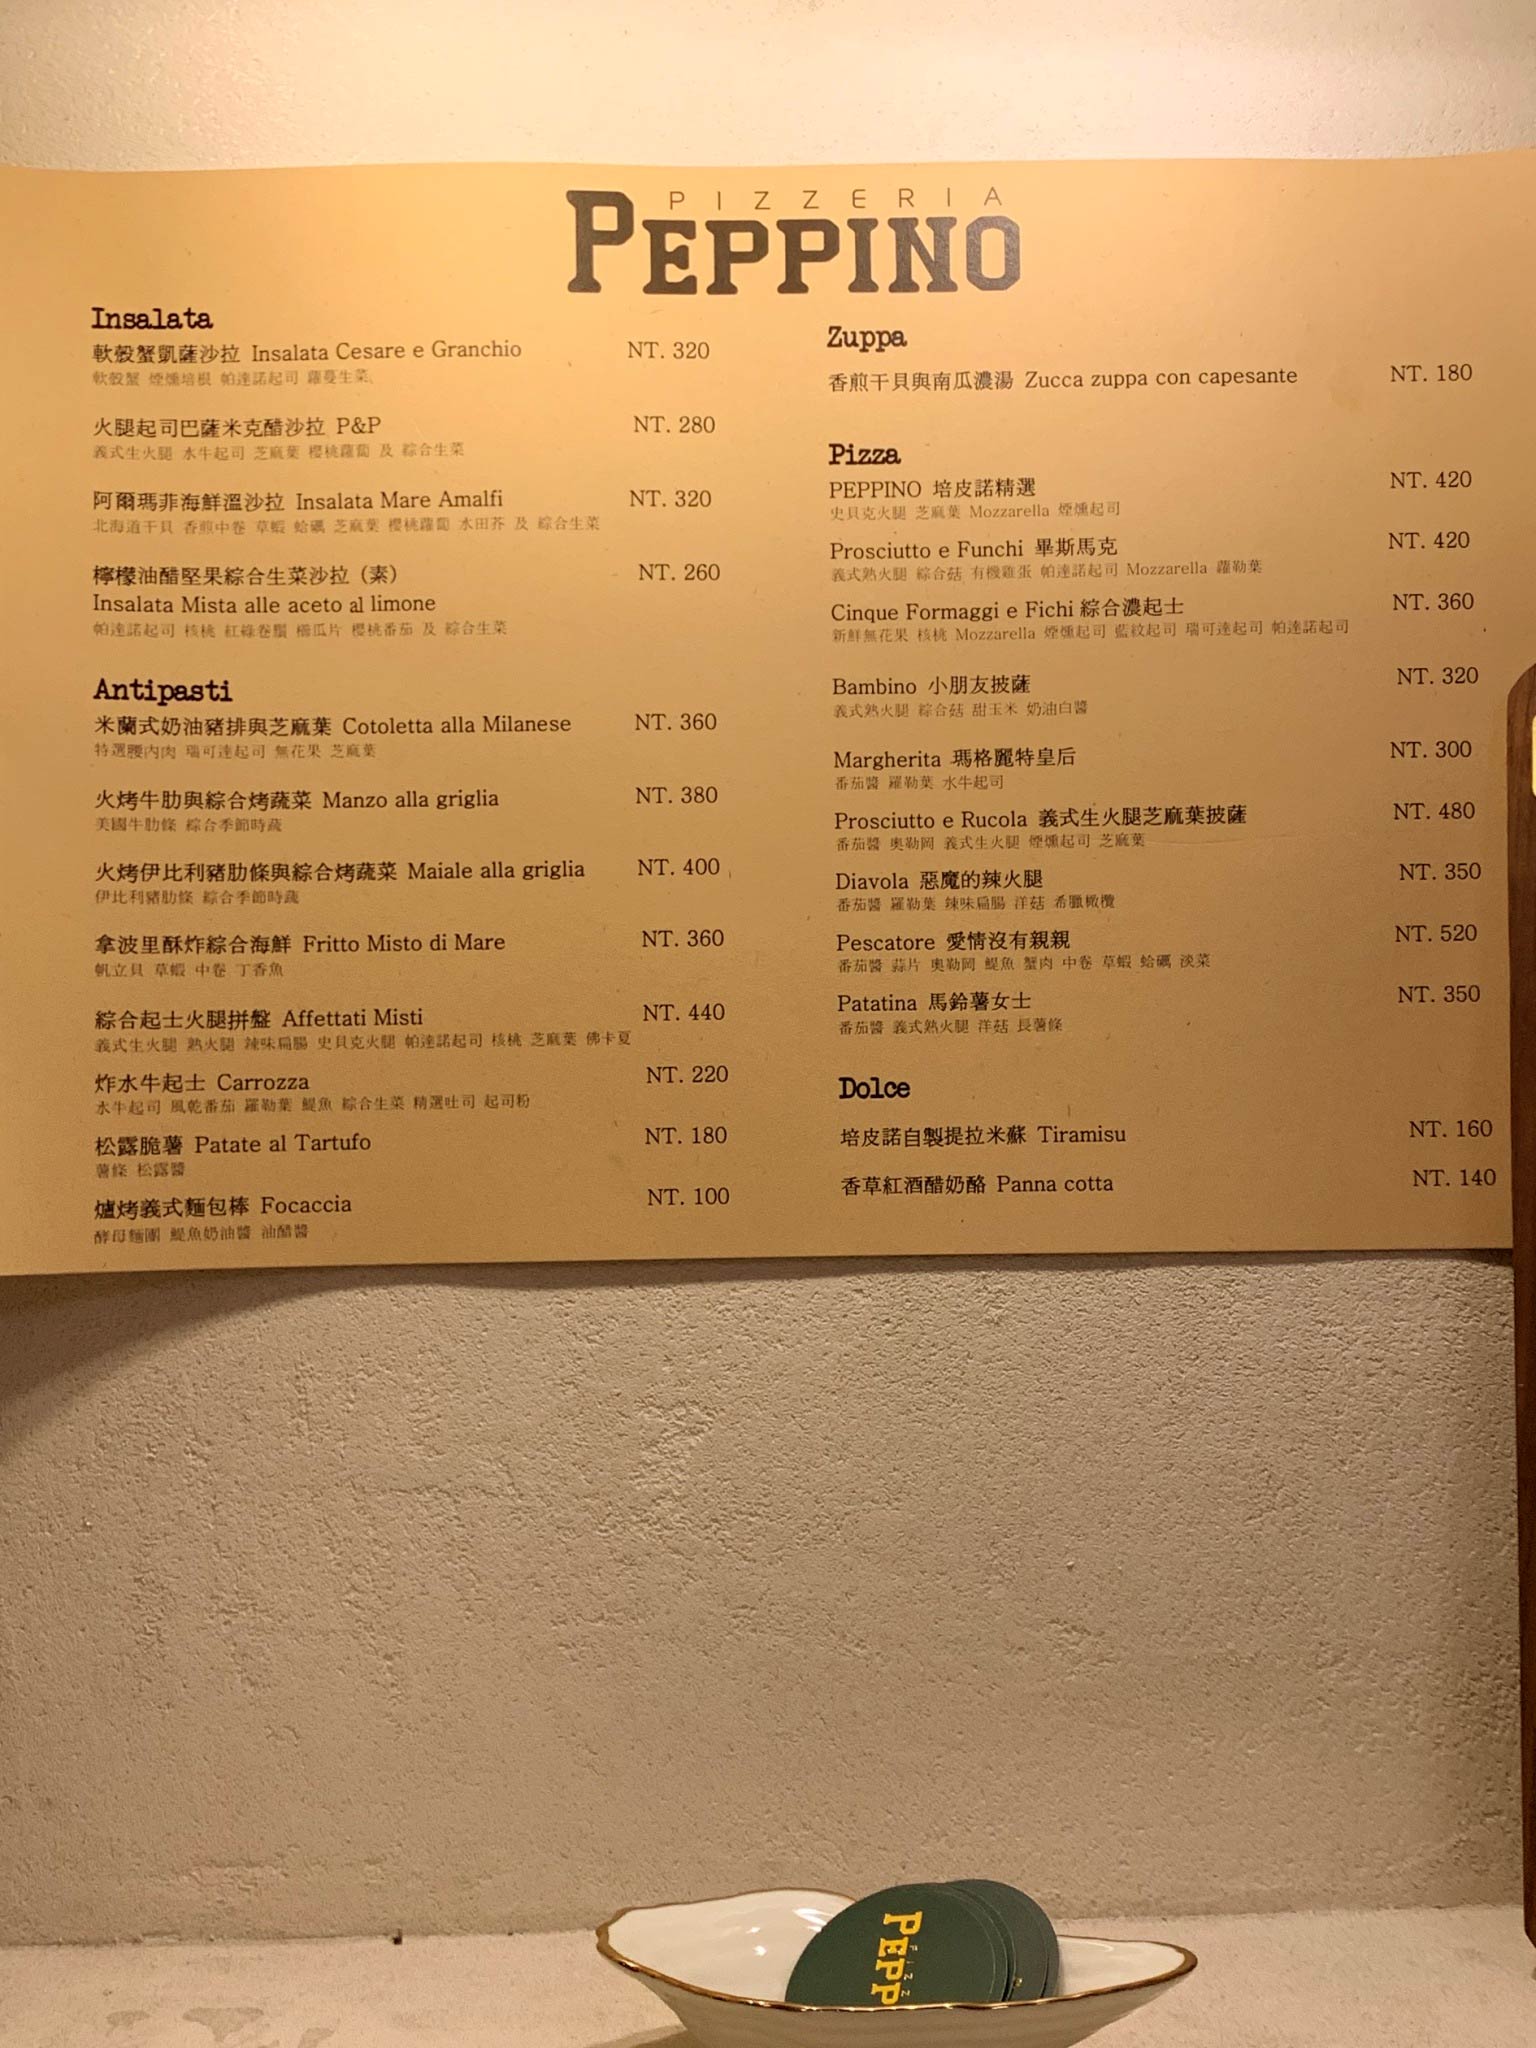 PIZZERIA
PEPPINO
Insalata
軟殼蟹凱薩沙拉 Insalata Cesare e Granchio NT. 320
軟殼蟹 煙燻培根 帕達諾起司 蘿蔓生菜、
火腿起司巴薩米克醋沙拉 P&P NT. 280
義式生火腿 水牛起司 芝麻葉 櫻桃蘿蔔 及 綜合生菜
阿爾瑪菲海鮮溫沙拉 Insalata Mare Amalfi NT. 320
北海道干貝 香煎中卷 草蝦 蛤蠣 芝麻葉 櫻桃蘿蔔 水田芥 及 綜合生菜
檸檬油醋堅果綜合生菜沙拉（素） NT. 260
Insalata Mista alle aceto al limone
帕達諾起司 核桃 紅綠卷鬚 櫛瓜片 櫻桃番茄 及 綜合生菜
Antipasti
米蘭式奶油豬排與芝麻葉 Cotoletta alla Milanese NT. 360
特選腰內肉 瑞可達起司 無花果 芝麻葉
火烤牛肋與綜合烤蔬菜 Manzo alla griglia NT. 380
美國牛肋條 綜合季節時蔬
火烤伊比利豬肋條與綜合烤蔬菜 Maiale alla griglia NT. 400
伊比利豬肋條 綜合季節時蔬
拿波里酥炸綜合海鮮 Fritto Misto di Mare NT. 360
帆立貝 草蝦 中卷 丁香魚
綜合起士火腿拼盤 Affettati Misti NT. 440
義式生火腿 熟火腿 辣味扁腸 史貝克火腿 帕達諾起司 核桃 芝麻葉 佛卡夏
炸水牛起士 Carrozza NT. 220
水牛起司 風乾番茄 羅勒葉 鯷魚 綜合生菜 精選吐司 起司粉
松露脆薯 Patate al Tartufo NT. 180
薯條 松露醬
爐烤義式麵包棒 Focaccia NT. 100
酵母麵團 鯷魚奶油醬 油醋醬
Zuppa
香煎干貝與南瓜濃湯 Zucca zuppa con capesante NT. 180
Pizza
PEPPINO 培皮諾精選 NT. 420
史貝克火腿 芝麻葉 Mozzarella 煙燻起司
Prosciutto e Funchi 畢斯馬克 NT. 420
義式熟火腿 綜合菇 有機雞蛋 帕達諾起司 Mozzarella 蘿勒葉
Cinque Formaggi e Fichi 綜合濃起士 NT. 360
新鮮無花果 核桃 Mozzarella 煙燻起司 藍紋起司 瑞可達起司 帕達諾起司
Bambino 小朋友披薩 NT. 320
義式熟火腿 綜合菇 甜玉米 奶油白醬
Margherita 瑪格麗特皇后 NT. 300
番茄醬 羅勒葉 水牛起司
Prosciutto e Rucola 義式生火腿芝麻葉披薩 NT. 480
番茄醬 奧勒岡 義式生火腿 煙燻起司 芝麻葉
Diavola 惡魔的辣火腿 NT. 350
番茄醬 羅勒葉 辣味扁腸 洋菇 希臘橄欖
Pescatore 愛情沒有親親 NT. 520
番茄醬 蒜片 奧勒岡 鯷魚 蟹肉 中卷 草蝦 蛤蠣 淡菜
Patatina 馬鈴薯女士 NT. 350
番茄醬 義式熟火腿 洋菇 長薯條
Dolce
培皮諾自製提拉米蘇 Tiramisu NT. 160
香草紅酒醋奶酪 Panna cotta NT. 140
PIZZ
PEPP